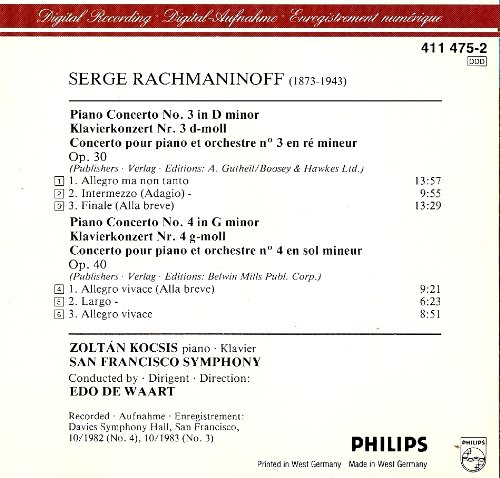 Digital Recording · Digital-Aufnahme · Enregistrement numérique
411 475-2
DDD
SERGE RACHMANINOFF (1873-1943)
Piano Concerto No. 3 in D minor
Klavierkonzert Nr. 3 d-moll
Concerto pour piano et orchestre n° 3 en ré mineur
Op. 30
(Publishers · Verlag · Editions: A. Gutheil/Boosey & Hawkes Ltd.)
1 1. Allegro ma non tanto 13:57
2 2. Intermezzo (Adagio) - 9:55
3 3. Finale (Alla breve) 13:29
Piano Concerto No. 4 in G minor
Klavierkonzert Nr. 4 g-moll
Concerto pour piano et orchestre n° 4 en sol mineur
Op. 40
(Publishers · Verlag · Editions: Belwin Mills Publ. Corp.)
4 1. Allegro vivace (Alla breve) 9:21
5 2. Largo - 6:23
6 3. Allegro vivace 8:51
ZOLTÁN KOCSIS piano · Klavier
SAN FRANCISCO SYMPHONY
Conducted by · Dirigent · Direction:
EDO DE WAART
Recorded · Aufnahme · Enregistrement:
Davies Symphony Hall, San Francisco,
10/1982 (No. 4), 10/1983 (No. 3)
PHILIPS
Printed in West Germany Made in West Germany